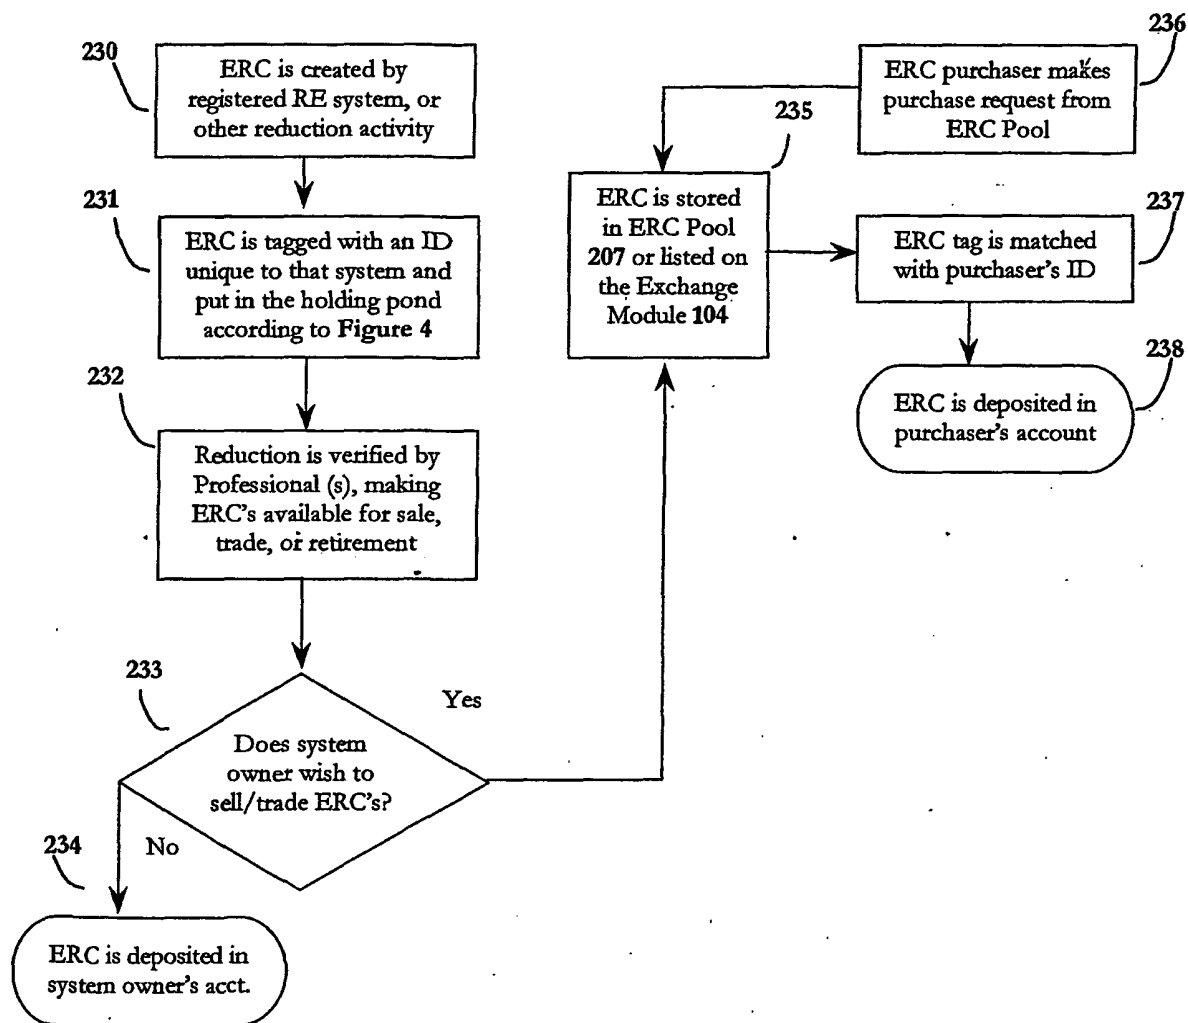 230
ERC is created by
registered RE system, or
other reduction activity
231
ERC is tagged with an ID
unique to that system and
put in the holding pond
according to Figure 4
232
Reduction is verified by
Professional (s), making
ERC's available for sale,
trade, or retirement
233
Does system
owner wish to
sell/trade ERC's?
Yes
No
234
ERC is deposited in
system owner's acct.
235
ERC is stored
in ERC Pool
207 or listed on
the Exchange
Module 104
236
ERC purchaser makes
purchase request from
ERC Pool
237
ERC tag is matched
with purchaser's ID
238
ERC is deposited in
purchaser's account